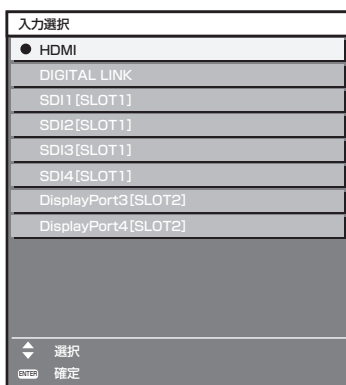 入力選択
HDMI
DIGITAL LINK
SDI1[SLOT1]
SDI2[SLOT1]
SDI3[SLOT1]
SDI4[SLOT1]
DisplayPort3[SLOT2]
DisplayPort4[SLOT2]
選択
ENTER 確定